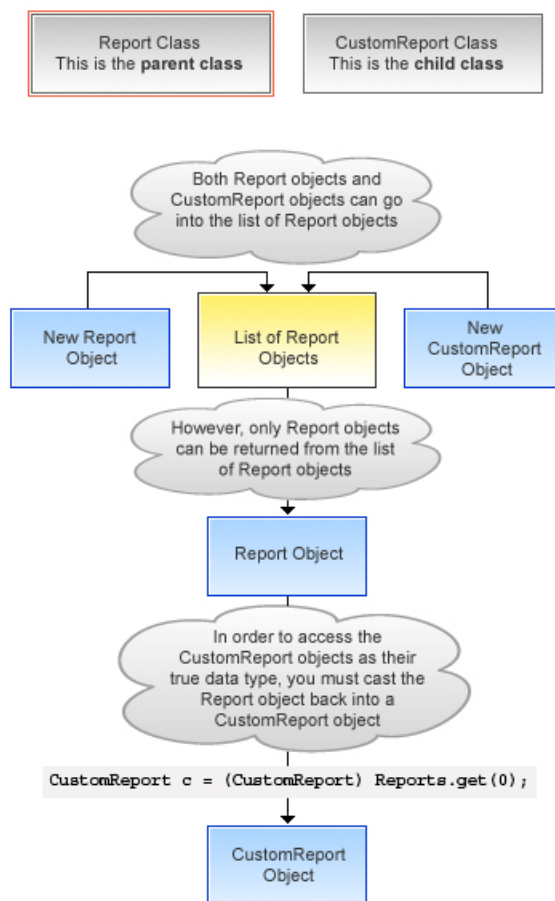 Report Class
This is the parent class
CustomReport Class
This is the child class
Both Report objects and
CustomReport objects can go
into the list of Report objects
New Report
Object
List of Report
Objects
New
CustomReport
Object
However, only Report objects
can be returned from the list
of Report objects
Report Object
In order to access the
CustomReport objects as their
true data type, you must cast the
Report object back into a
CustomReport object
CustomReport c = (CustomReport) Reports.get(0);
CustomReport
Object